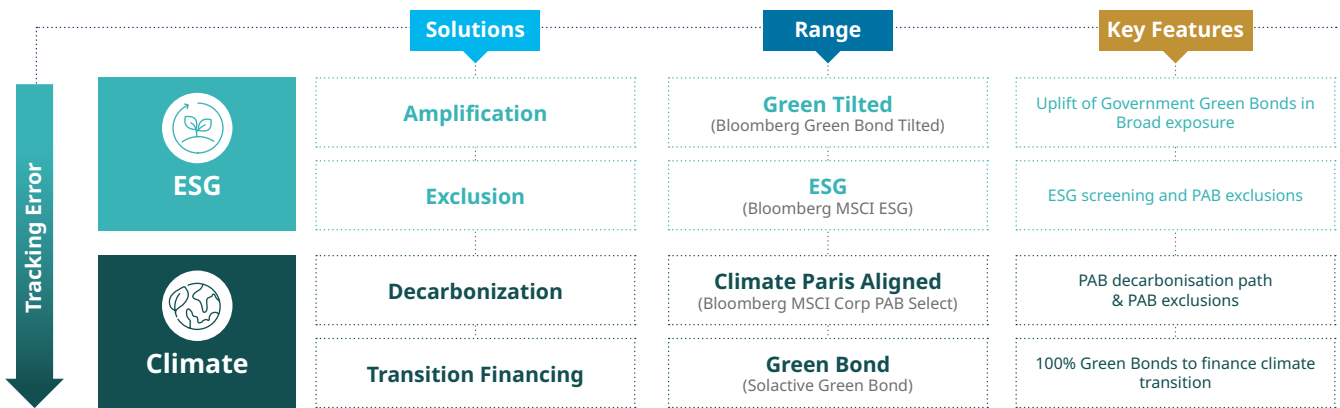 Solutions
Range
Key Features
Tracking Error
ESG
Amplification
Green Tilted
(Bloomberg Green Bond Tilted)
Uplift of Government Green Bonds in
Broad exposure
Exclusion
ESG
(Bloomberg MSCI ESG)
ESG screening and PAB exclusions
Climate
Decarbonization
Climate Paris Aligned
(Bloomberg MSCI Corp PAB Select)
PAB decarbonisation path
& PAB exclusions
Transition Financing
Green Bond
(Solactive Green Bond)
100% Green Bonds to finance climate
transition